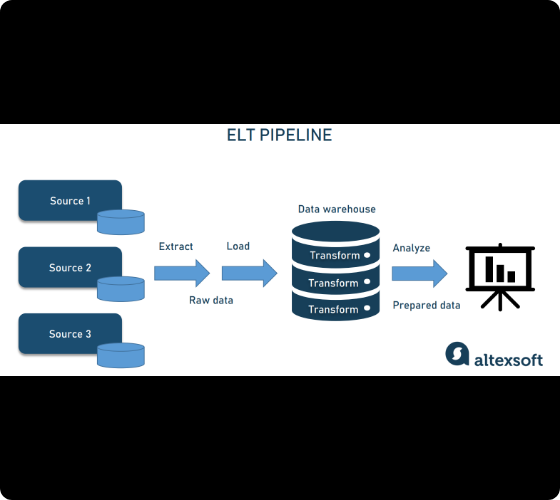 ELT PIPELINE
Source 1
Source 2
Source 3
Extract
Load
Raw data
Data warehouse
Transform
Transform
Transform
Analyze
Prepared data
altexsoft